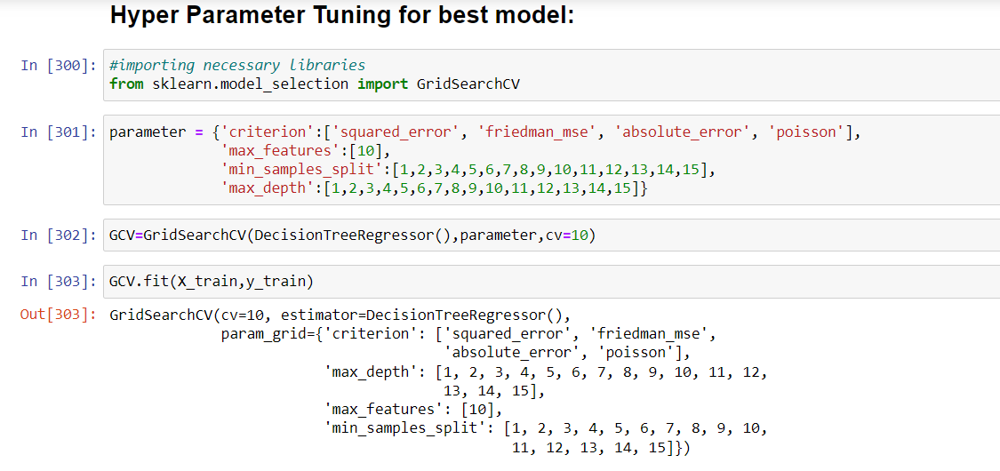 Hyper Parameter Tuning for best model:
In [300]: #importing necessary libraries
from sklearn.model_selection import GridSearchCV
In [301]: parameter = {'criterion':['squared_error', 'friedman_mse', 'absolute_error', 'poisson'],
'max_features':[10],
'min_samples_split':[1,2,3,4,5,6,7,8,9,10,11,12,13,14,15],
'max_depth':[1,2,3,4,5,6,7,8,9,10,11,12,13,14,15]}
In [302]: GCV=GridSearchCV(DecisionTreeRegressor(),parameter,cv=10)
In [303]: GCV.fit(X_train,y_train)
Out[303]: GridSearchCV(cv=10, estimator=DecisionTreeRegressor(),
param_grid={'criterion': ['squared_error', 'friedman_mse',
'absolute_error', 'poisson'],
'max_depth': [1, 2, 3, 4, 5, 6, 7, 8, 9, 10, 11, 12,
13, 14, 15],
'max_features': [10],
'min_samples_split': [1, 2, 3, 4, 5, 6, 7, 8, 9, 10,
11, 12, 13, 14, 15]})